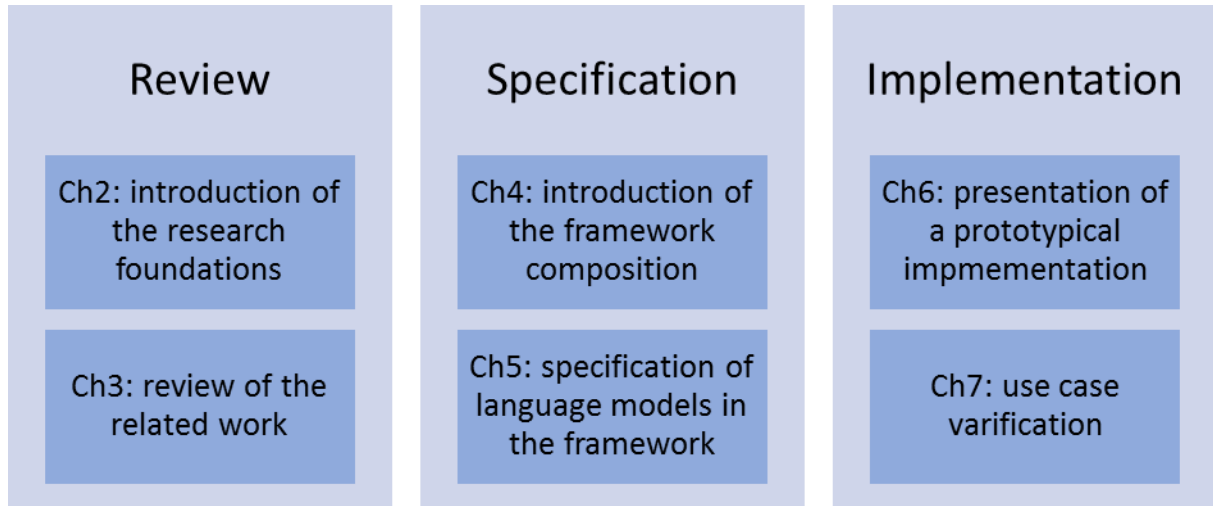 Review
Ch2: introduction of
the research
foundations
Ch3: review of the
related work
Specification
Ch4: introduction of
the framework
composition
Ch5: specification of
language models in
the framework
Implementation
Ch6: presentation of
a prototypical
impmementation
Ch7: use case
varification